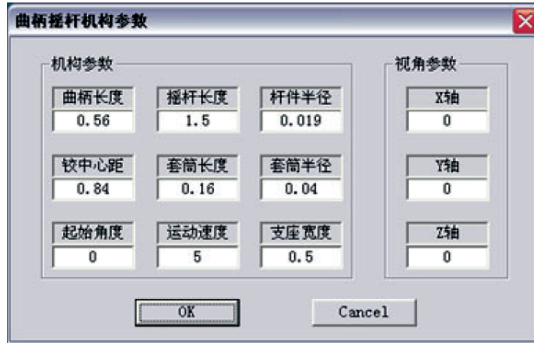 曲柄摇杆机构参数
机构参数 视角参数
曲柄长度 摇杆长度 杆件半径 X轴
0.56 1.5 0.019 0
铰中心距 套筒长度 套筒半径 Y轴
0.84 0.16 0.04 0
起始角度 运动速度 支座宽度 Z轴
0 5 0.5 0
OK Cancel